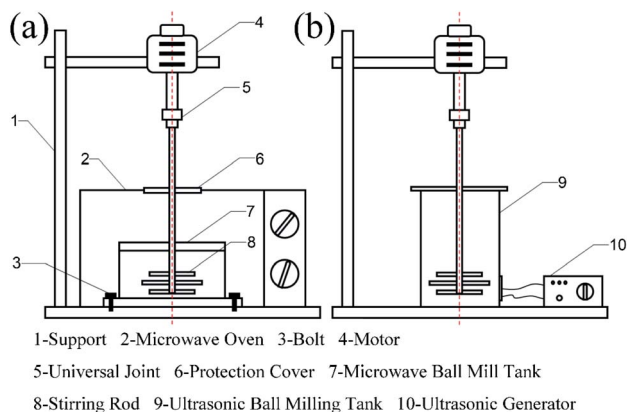 (a)
(b)
4
5
1
2
6
7
8
3
9
10
1-Support 2-Microwave Oven 3-Bolt 4-Motor
5-Universal Joint 6-Protection Cover 7-Microwave Ball Mill Tank
8-Stirring Rod 9-Ultrasonic Ball Milling Tank 10-Ultrasonic Generator